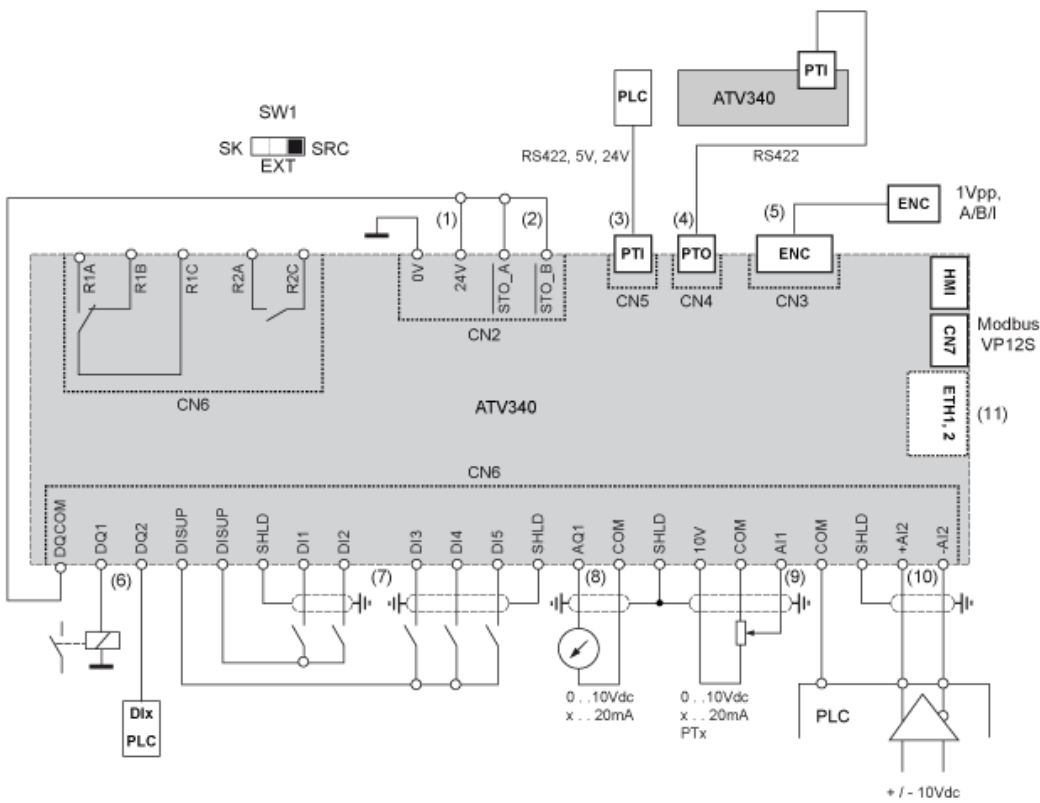 PTI
PLC
ATV340
SW1
SK
SRC
EXT
RS422, 5V, 24V
RS422
1Vpp,
A/B/I
ENC
(1)
(2)
(3)
(4)
(5)
R1A
R1B
R1C
R2A
R2C
0V
24V
STO_A
STO_B
PTI
PTO
ENC
CN5
CN4
CN3
HMI
CN2
CN7
Modbus
VP12S
CN6
ATV340
ETH1, 2
(11)
CN6
DQCOM
DQ1
DQ2
DISUP
DISUP
SHLD
DI1
DI2
DI3
DI4
DI5
SHLD
AQ1
COM
SHLD
10V
COM
AI1
COM
SHLD
+AI2
-AI2
(6)
(7)
(8)
(9)
(10)
0 . . 10Vdc
x . . 20mA
0 . . 10Vdc
x . . 20mA
PTx
DIx
PLC
PLC
+ / - 10Vdc